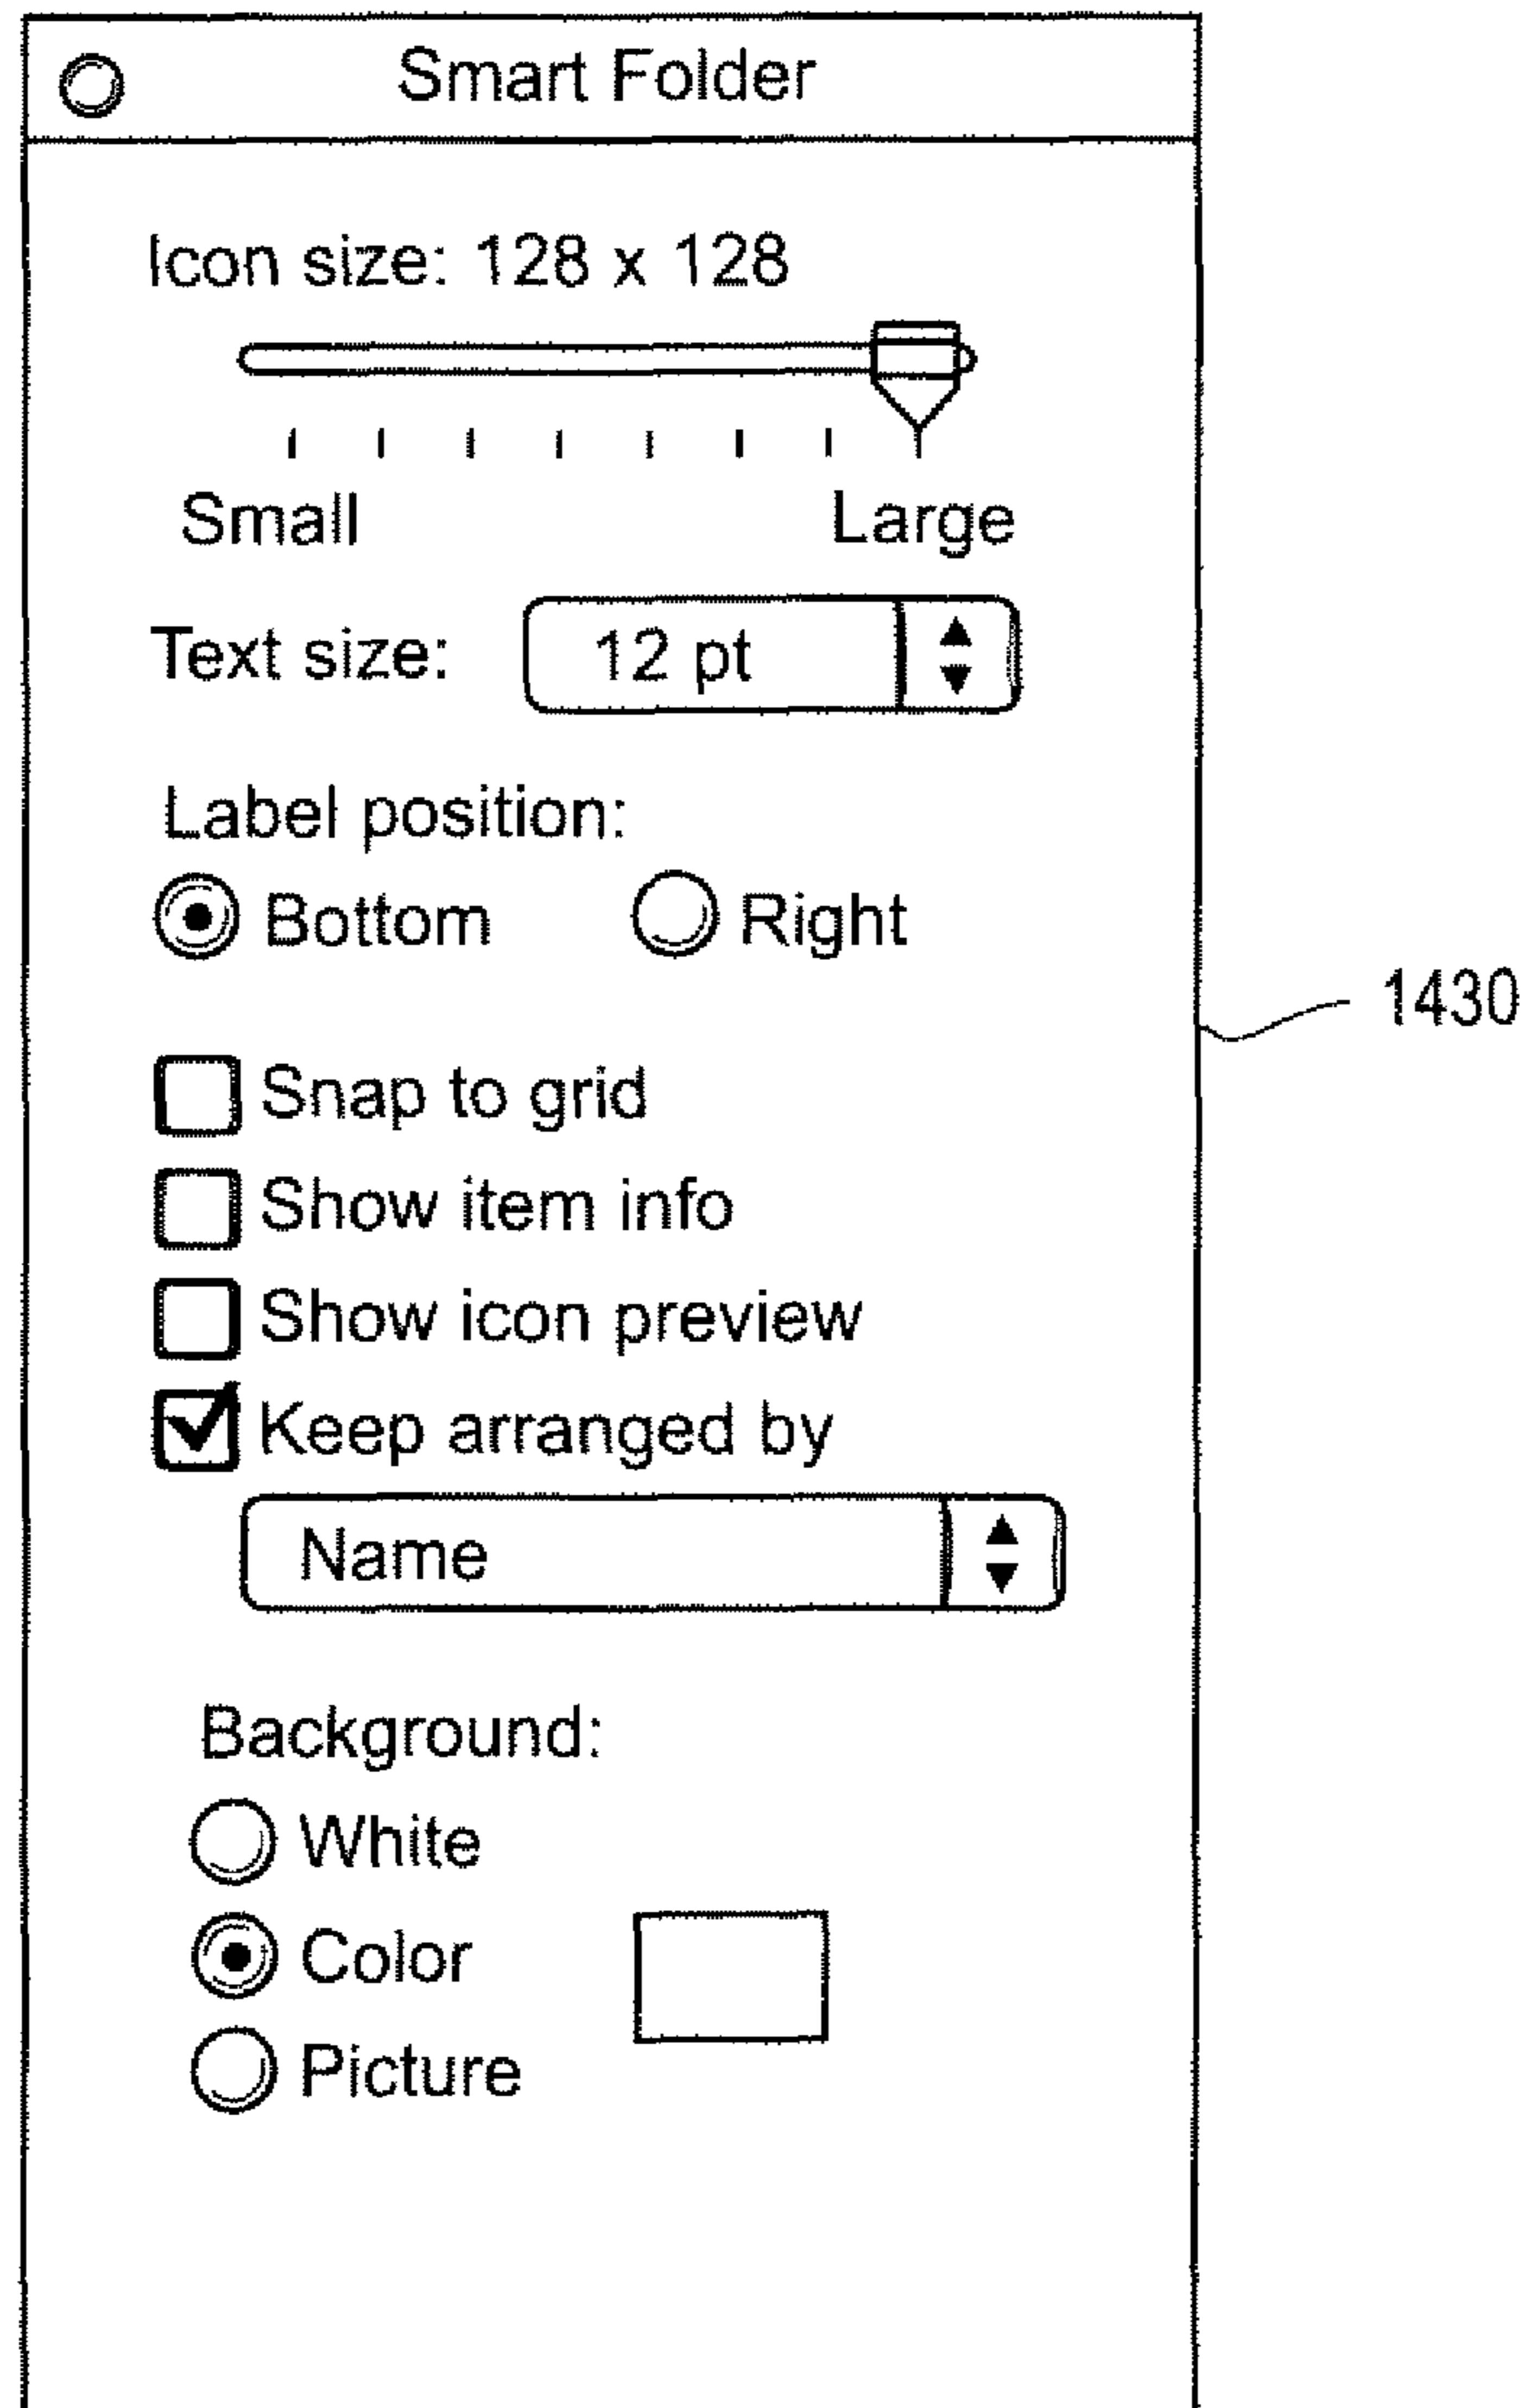 Smart Folder
Icon size: 128 x 128
Small Large
Text size: 12 pt
Label position:
Bottom Right
1430
Snap to grid
Show item info
Show icon preview
Keep arranged by
Name
Background:
White
Color
Picture